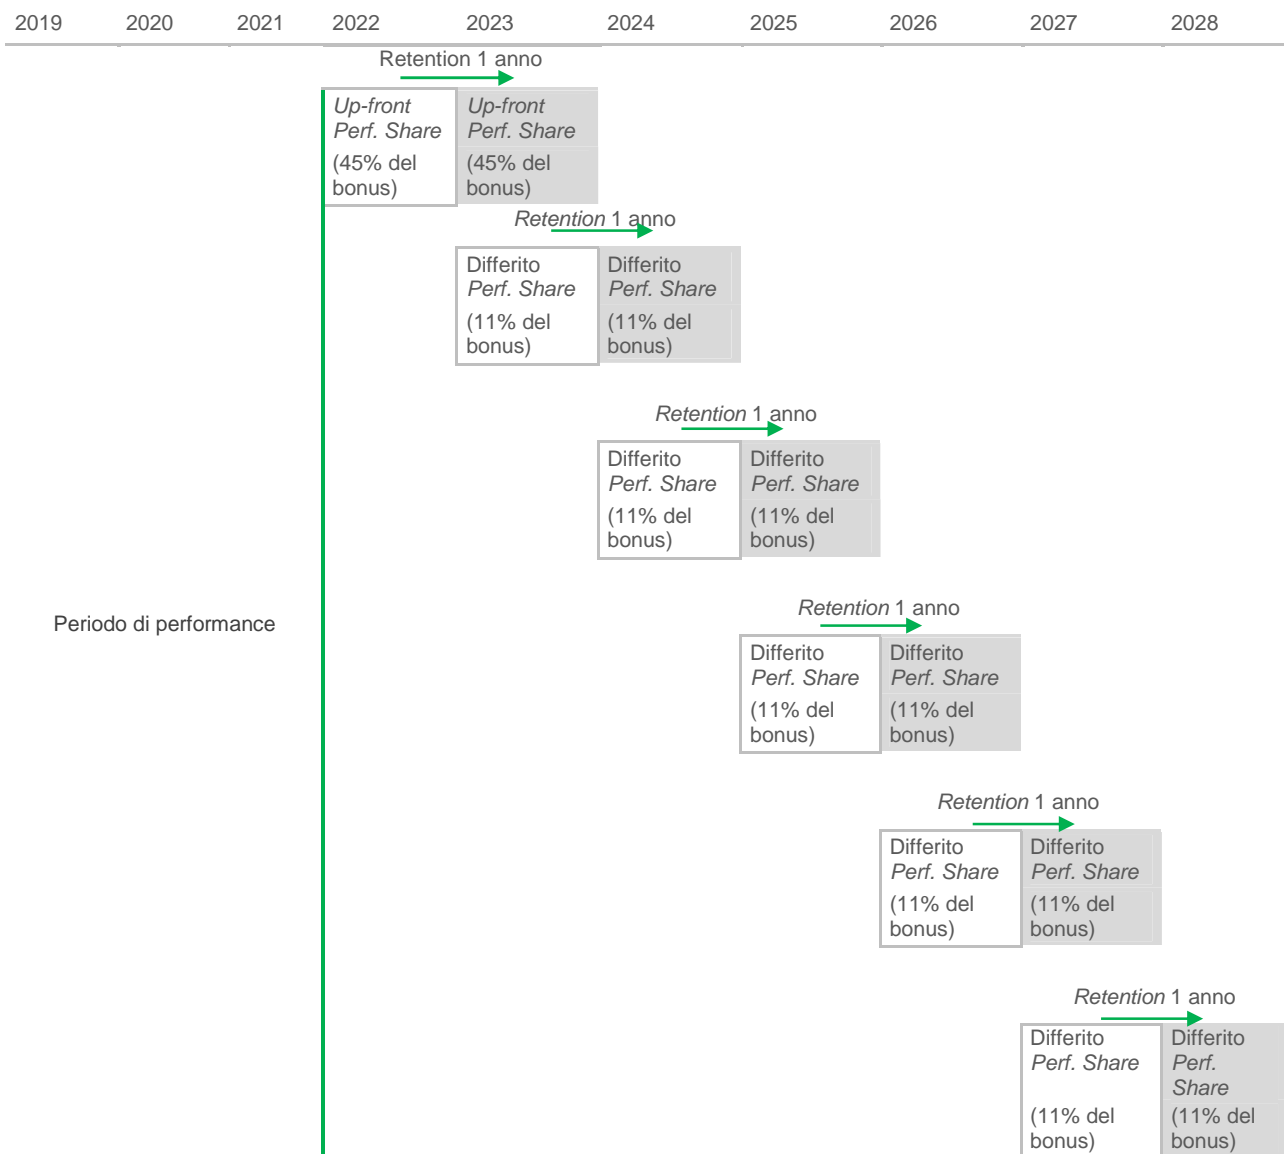 2019 2020 2021 2022 2023 2024 2025 2026 2027 2028
Retention 1 anno
Up-front Up-front
Perf. Share Perf. Share
(45% del (45% del
bonus) bonus)
Retention 1 anno
Differito Differito
Perf. Share Perf. Share
(11% del (11% del
bonus) bonus)
Retention 1 anno
Differito Differito
Perf. Share Perf. Share
(11% del (11% del
bonus) bonus)
Retention 1 anno
Periodo di performance
Differito Differito
Perf. Share Perf. Share
(11% del (11% del
bonus) bonus)
Retention 1 anno
Differito Differito
Perf. Share Perf. Share
(11% del (11% del
bonus) bonus)
Retention 1 anno
Differito Differito
Perf. Share Perf.
Share
(11% del (11% del
bonus) bonus)